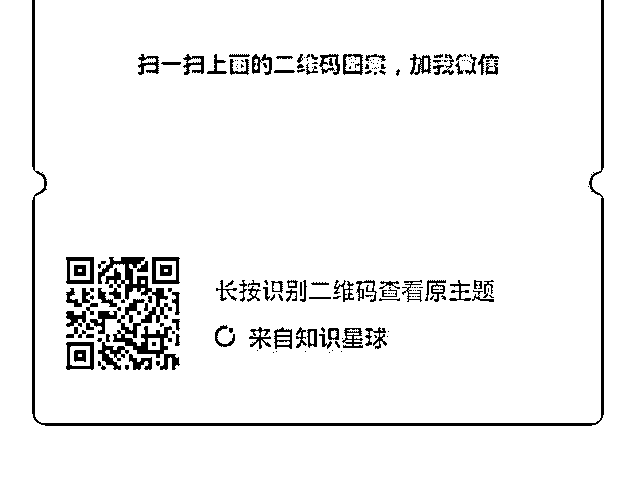 扫一扫上面的二维码图案，加我微信
长按识别二维码查看原主题
来自知识星球